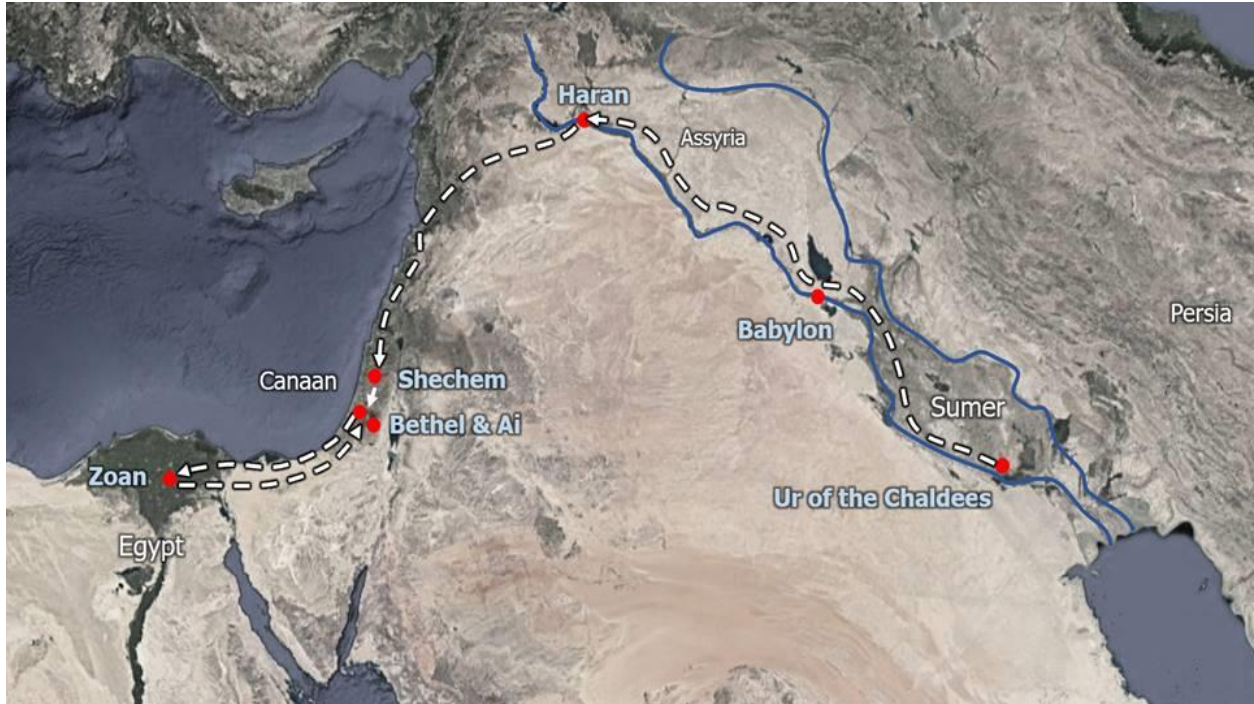 Haran
Assyria
Persia
Babylon
Canaan
Shechem
Sumer
Bethel & Ai
Zoan
Ur of the Chaldees
Egypt